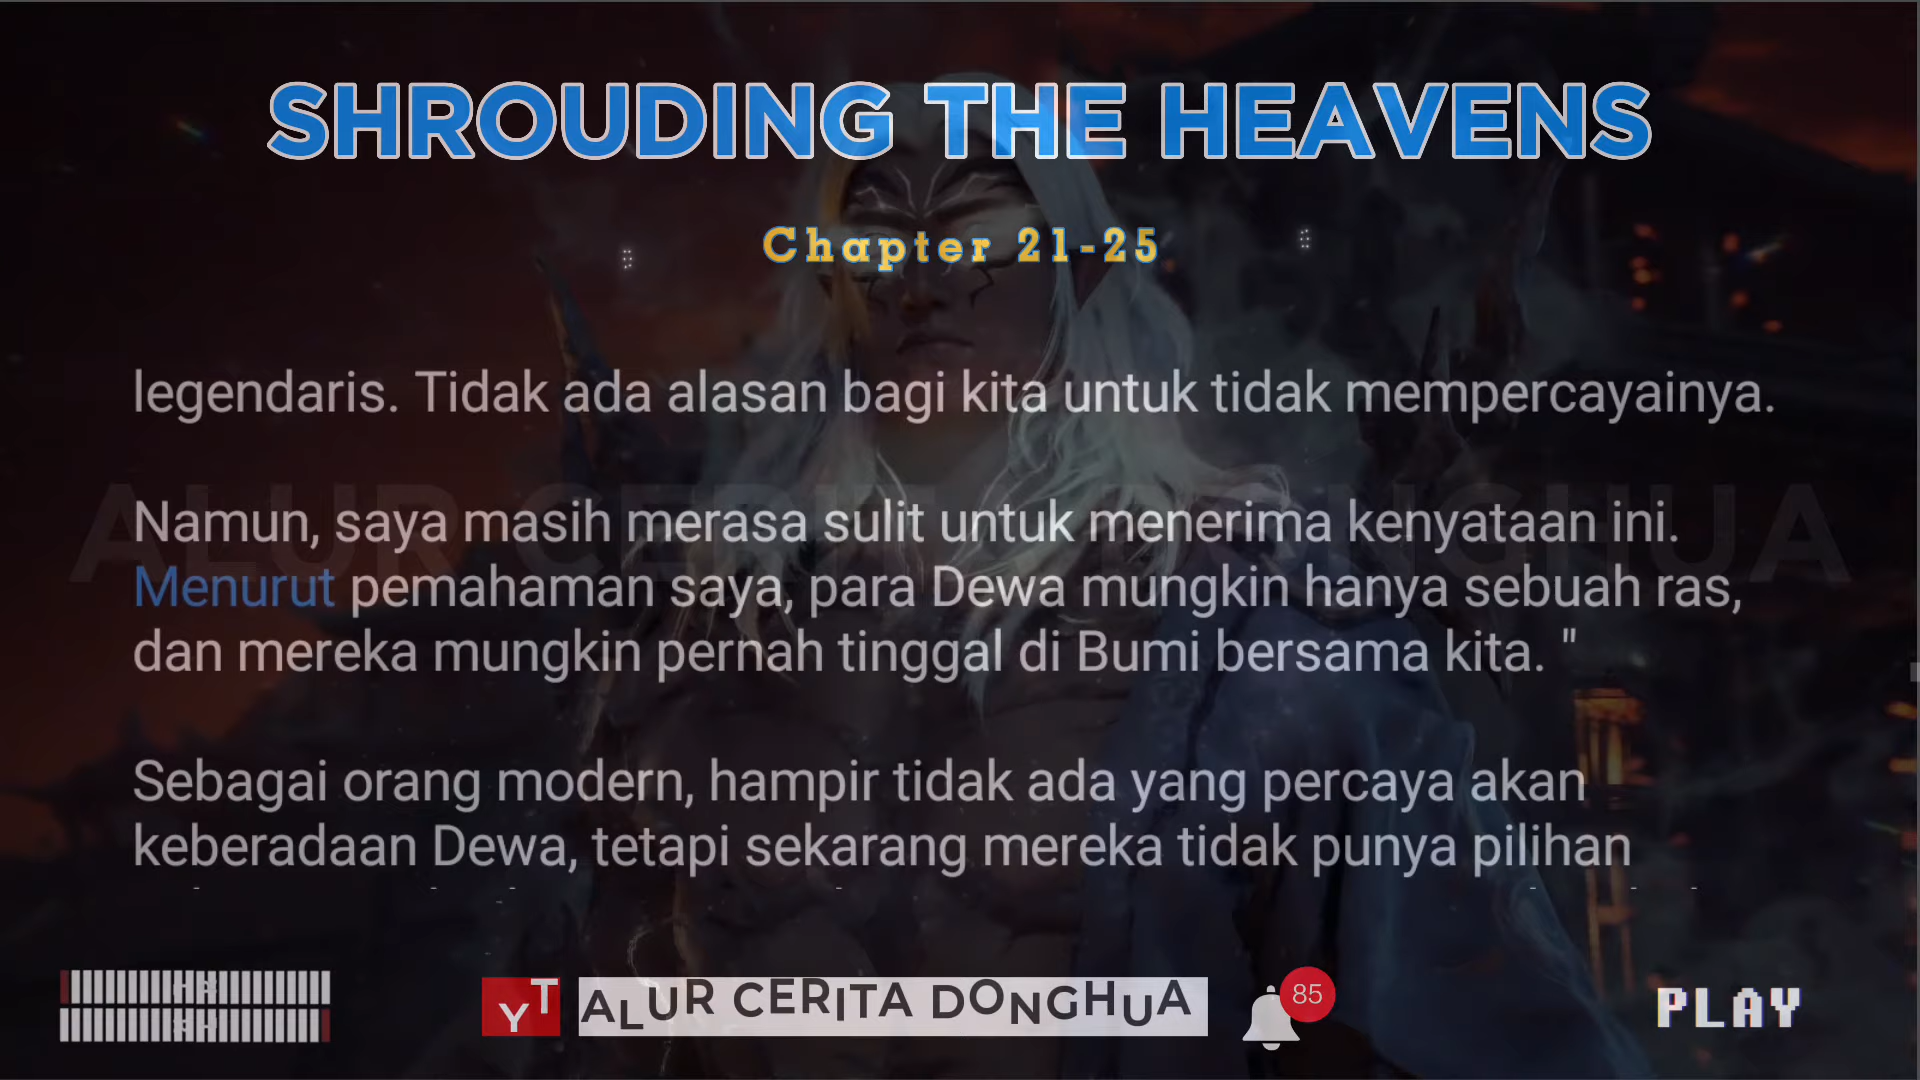 SHROUDING THE HEAVENS
Chapter 21-25
legendaris. Tidak ada alasan bagi kita untuk tidak mempercayainya.
ALUR CERITA DONGHUA
Namun, saya masih merasa sulit untuk menerima kenyataan ini.
Menurut pemahaman saya, para Dewa mungkin hanya sebuah ras,
dan mereka mungkin pernah tinggal di Bumi bersama kita. "
Sebagai orang modern, hampir tidak ada yang percaya akan
keberadaan Dewa, tetapi sekarang mereka tidak punya pilihan
YT ALUR CERITA DONGHUA 85
PLAY